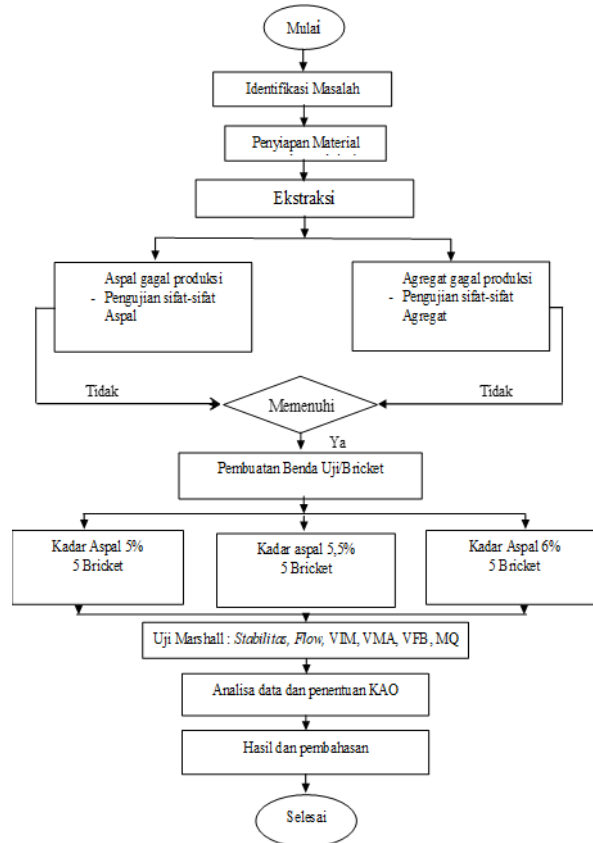 Mulai
Identifikasi Masalah
Penyiapan Material
Ekstraksi
Aspal gagal produksi
- Pengujian sifat-sifat
Aspal
Agregat gagal produksi
- Pengujian sifat-sifat
Agregat
Tidak
Memenuhi
Tidak
Ya
Pembuatan Benda Uji/Bricket
Kadar Aspal 5%
5 Bricket
Kadar aspal 5,5%
5 Bricket
Kadar Aspal 6%
5 Bricket
Uji Marshall : Stabilitas, Flow, VIM, VMA, VFB, MQ
Analisa data dan penentuan KAO
Hasil dan pembahasan
Selesai